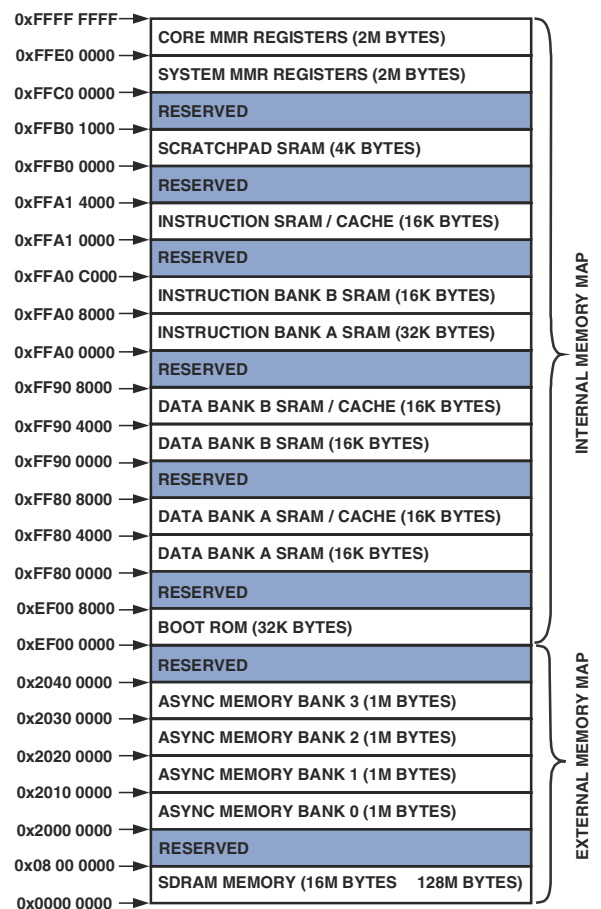 0xFFFF FFFF
CORE MMR REGISTERS (2M BYTES)
0xFFE0 0000
SYSTEM MMR REGISTERS (2M BYTES)
0xFFC0 0000
RESERVED
0xFFB0 1000
SCRATCHPAD SRAM (4K BYTES)
0xFFB0 0000
RESERVED
0xFFA1 4000
INSTRUCTION SRAM / CACHE (16K BYTES)
0xFFA1 0000
RESERVED
0xFFA0 C000
INSTRUCTION BANK B SRAM (16K BYTES)
0xFFA0 8000
INSTRUCTION BANK A SRAM (32K BYTES)
0xFFA0 0000
RESERVED
0xFF90 8000
DATA BANK B SRAM / CACHE (16K BYTES)
0xFF90 4000
DATA BANK B SRAM (16K BYTES)
0xFF90 0000
RESERVED
0xFF80 8000
DATA BANK A SRAM / CACHE (16K BYTES)
0xFF80 4000
DATA BANK A SRAM (16K BYTES)
0xFF80 0000
RESERVED
0xEF00 8000
BOOT ROM (32K BYTES)
0xEF00 0000
RESERVED
0x2040 0000
ASYNC MEMORY BANK 3 (1M BYTES)
0x2030 0000
ASYNC MEMORY BANK 2 (1M BYTES)
0x2020 0000
ASYNC MEMORY BANK 1 (1M BYTES)
0x2010 0000
ASYNC MEMORY BANK 0 (1M BYTES)
0x2000 0000
RESERVED
0x08 00 0000
SDRAM MEMORY (16M BYTES 128M BYTES)
0x0000 0000
INTERNAL MEMORY MAP
EXTERNAL MEMORY MAP